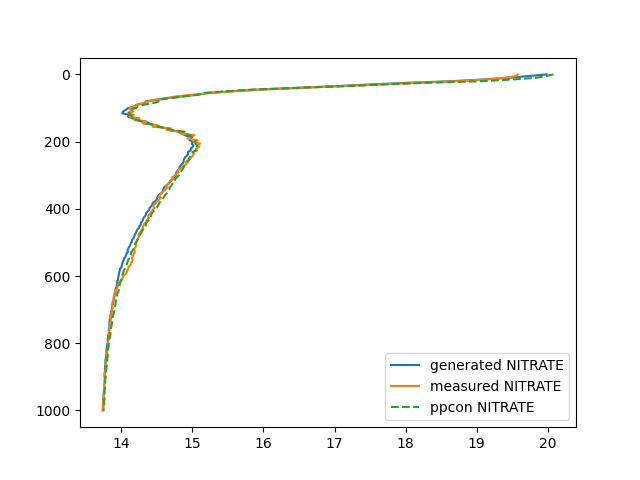 0
200
400
600
800
1000
14 15 16 17 18 19 20
generated NITRATE
measured NITRATE
ppcon NITRATE